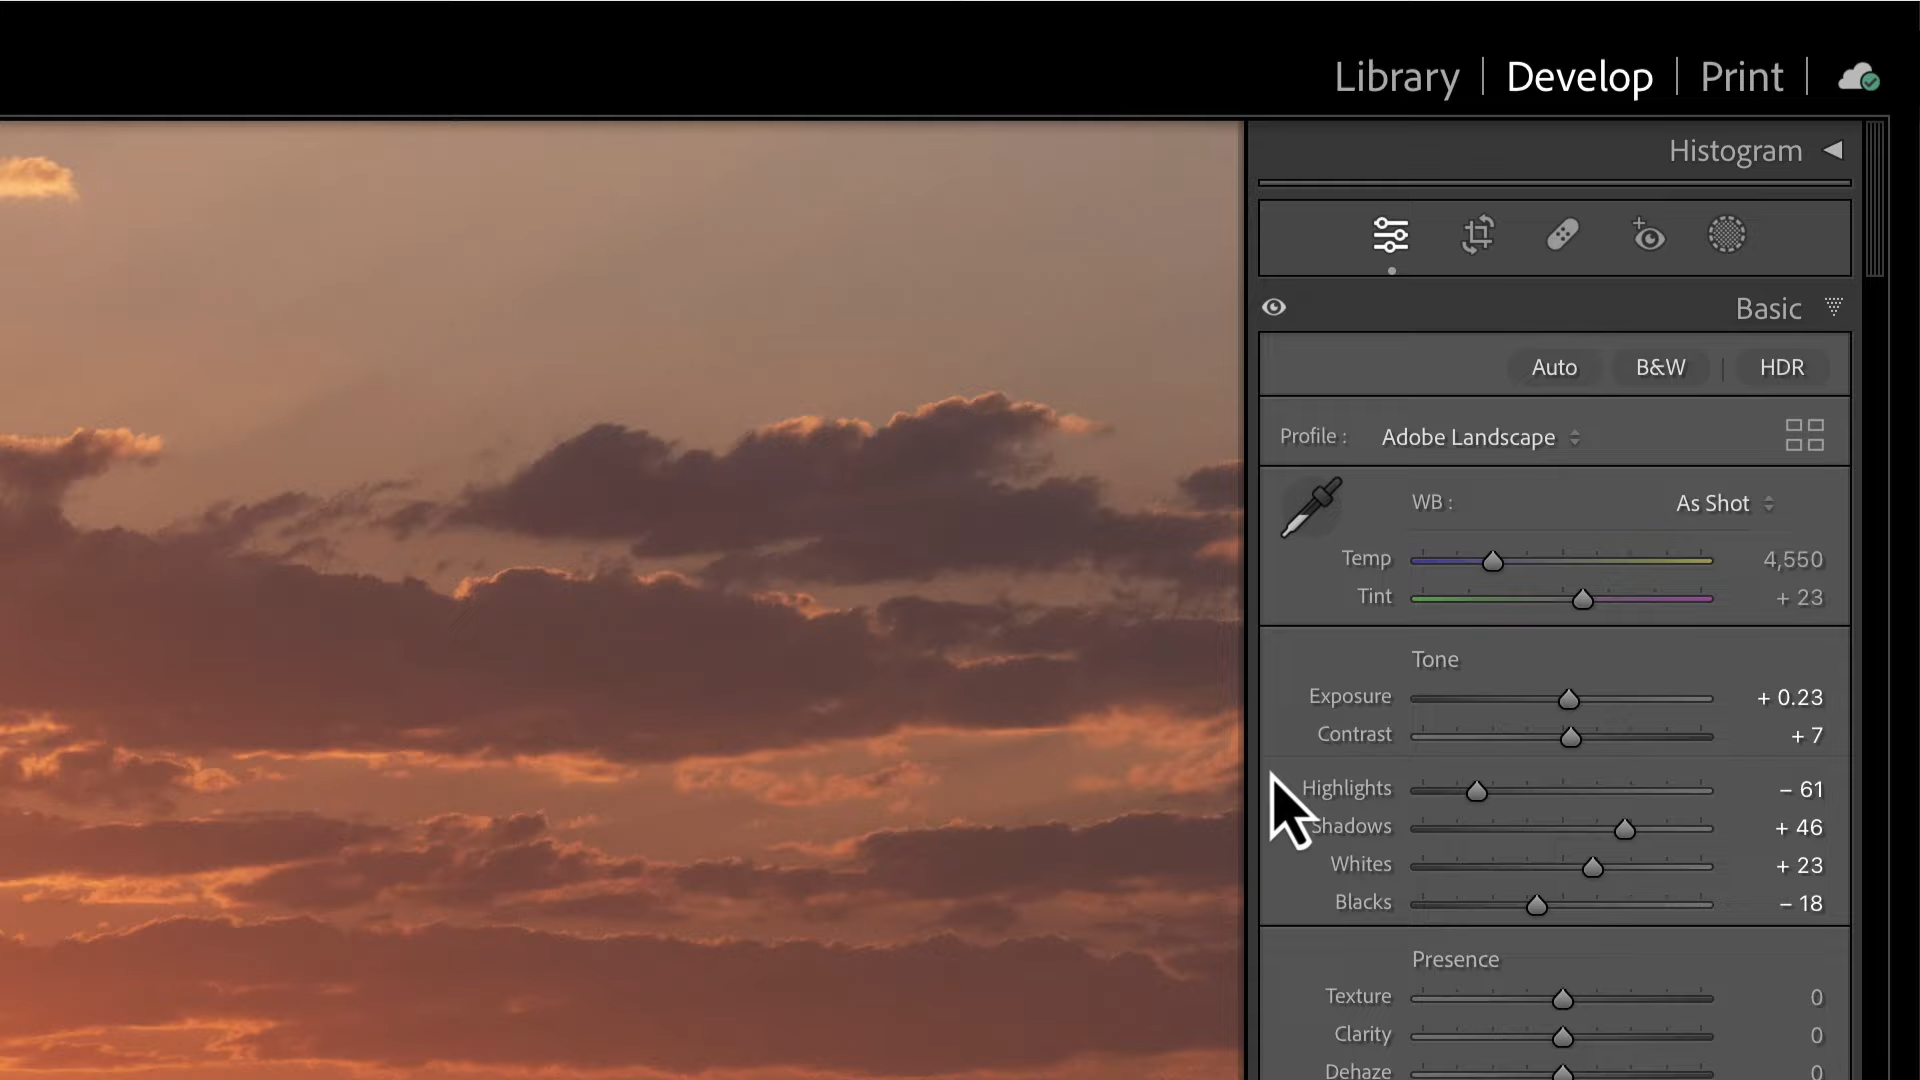 Library | Develop | Print |
Histogram
Basic
Auto B&W | HDR
Profile : Adobe Landscape
WB : As Shot
Temp 4,550
Tint + 23
Tone
Exposure + 0.23
Contrast + 7
Highlights – 61
Shadows + 46
Whites + 23
Blacks – 18
Presence
Texture 0
Clarity 0
Dehaze 0